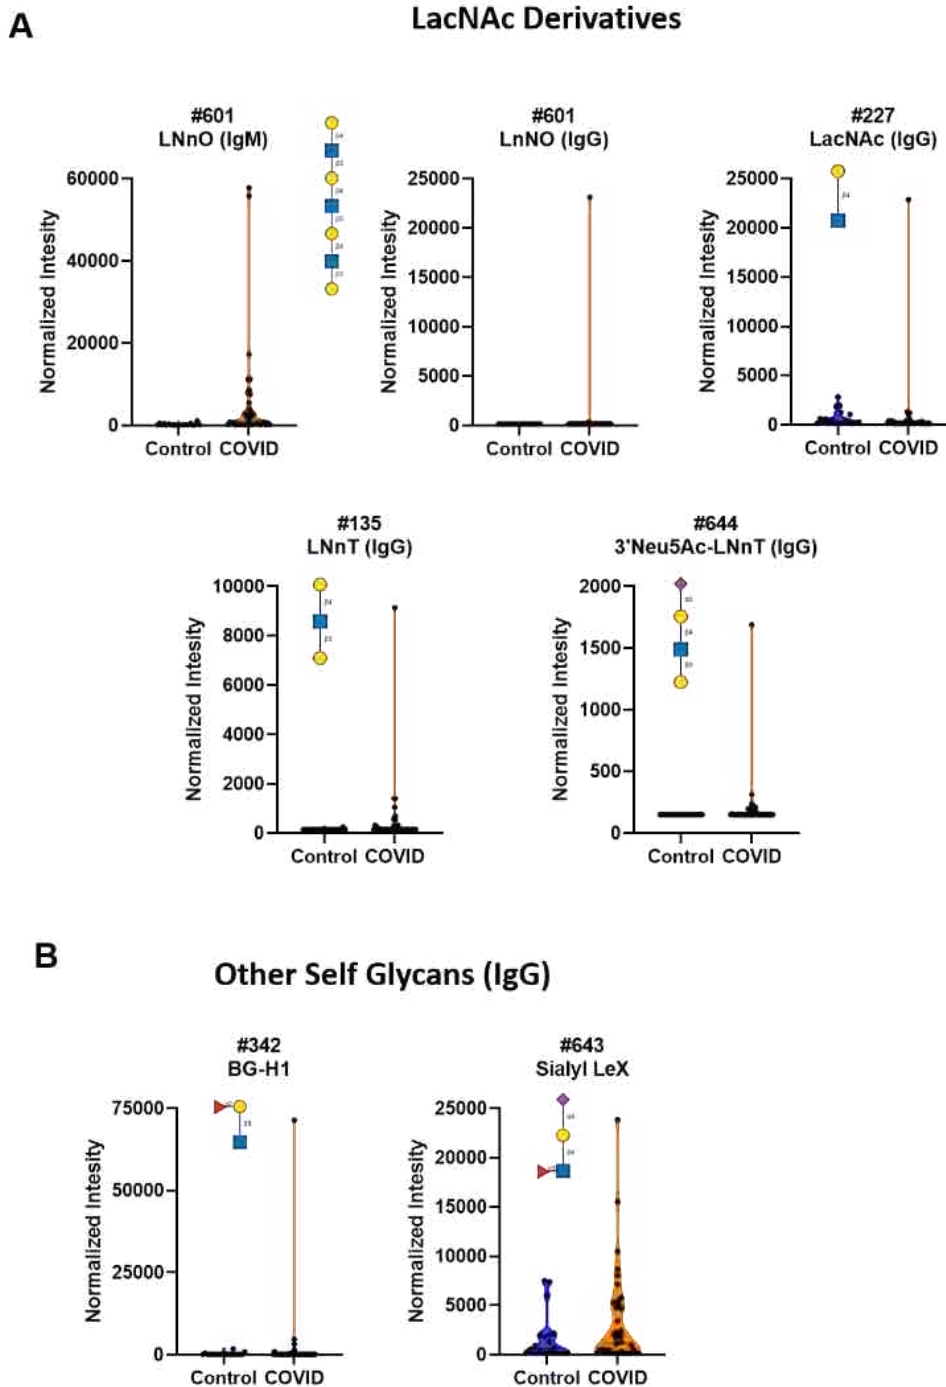 A
LacNAc Derivatives
#601
LNnO (IgM)
Normalized Intesity
60000
40000
20000
0
Control COVID
#601
LnNO (IgG)
Normalized Intesity
25000
20000
15000
10000
5000
0
Control COVID
#227
LacNAc (IgG)
Normalized Intesity
25000
20000
15000
10000
5000
0
Control COVID
#135
LNnT (IgG)
Normalized Intesity
10000
8000
6000
4000
2000
0
Control COVID
#644
3'Neu5Ac-LNnT (IgG)
Normalized Intesity
2000
1500
1000
500
0
Control COVID
B
Other Self Glycans (IgG)
#342
BG-H1
Normalized Intesity
75000
50000
25000
0
Control COVID
#643
Sialyl LeX
Normalized Intesity
25000
20000
15000
10000
5000
0
Control COVID